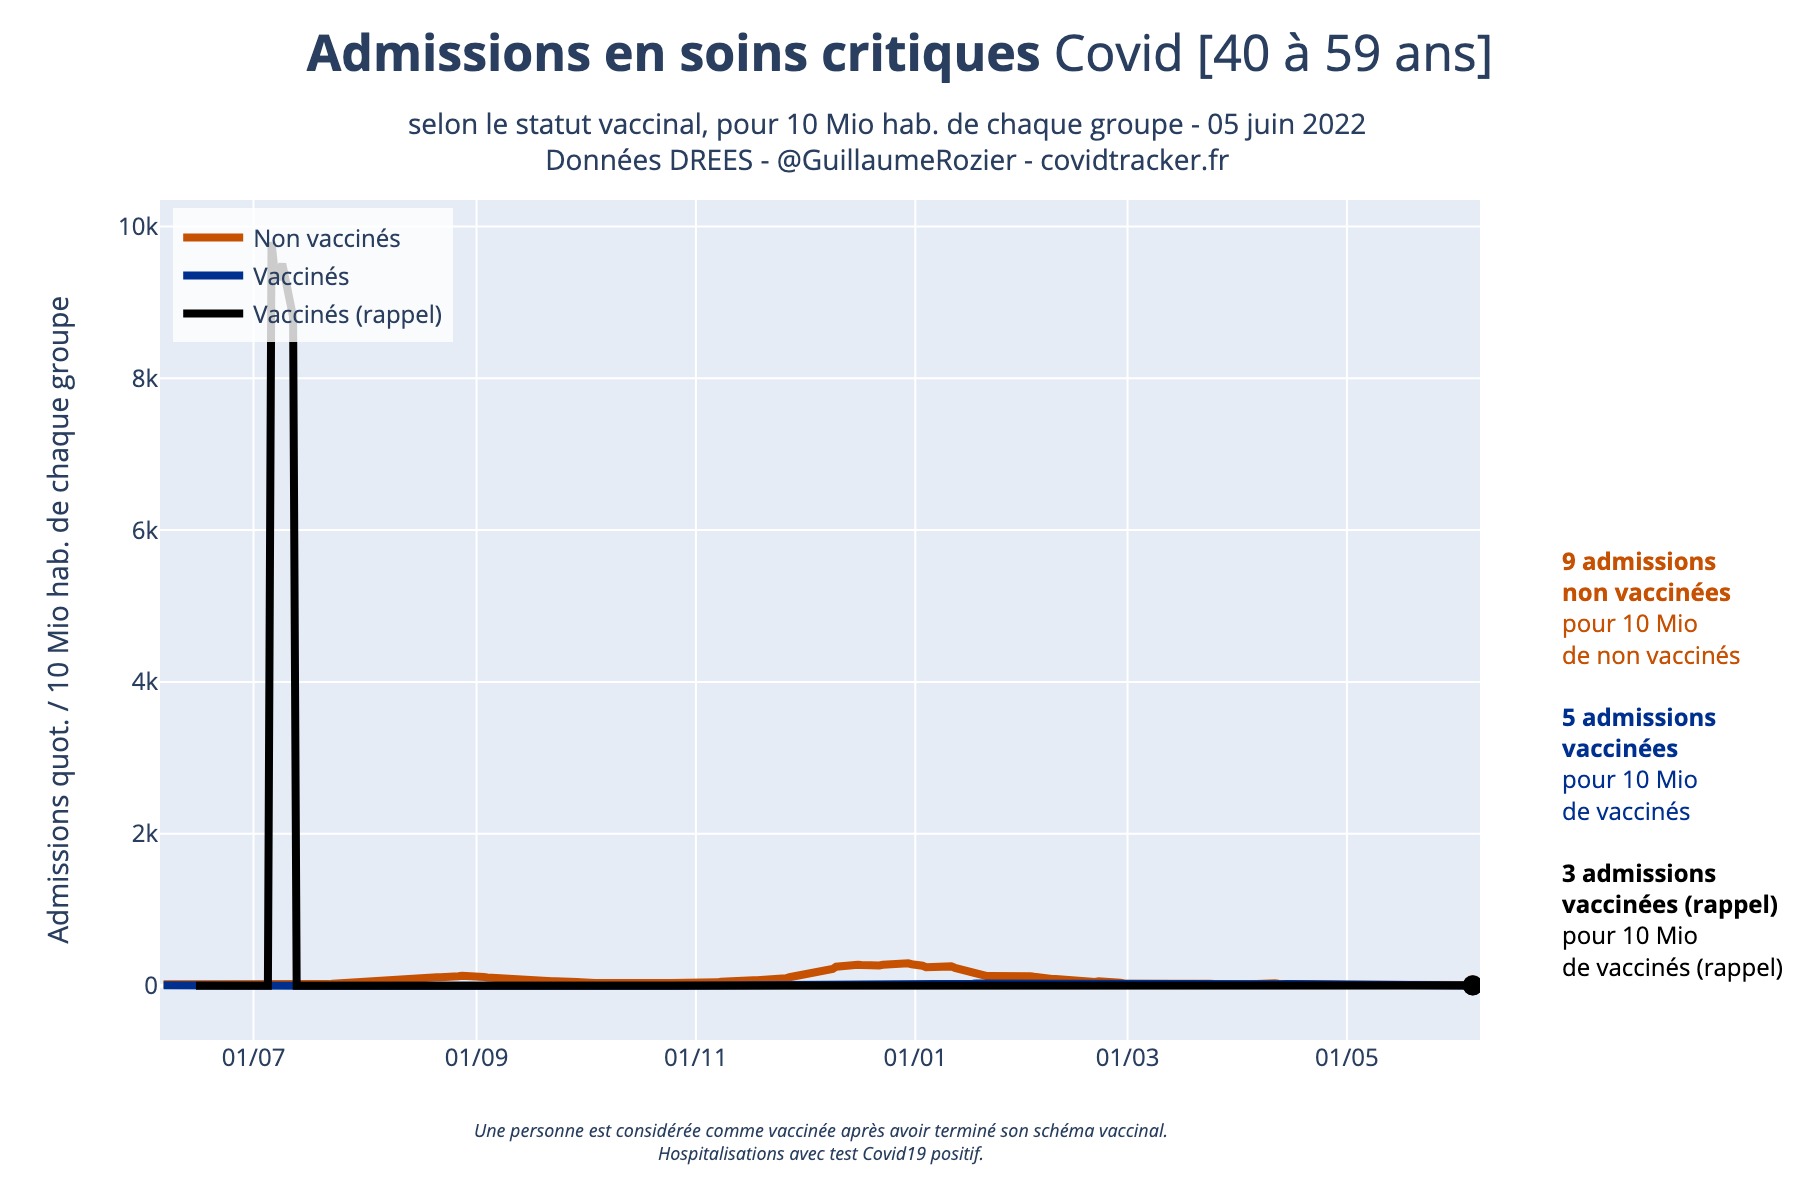 Admissions en soins critiques Covid [40 à 59 ans]
selon le statut vaccinal, pour 10 Mio hab. de chaque groupe - 05 juin 2022
Données DREES - @GuillaumeRozier - covidtracker.fr
Admissions quot. / 10 Mio hab. de chaque groupe
10k
8k
6k
4k
2k
0
Non vaccinés
Vaccinés
Vaccinés (rappel)
9 admissions
non vaccinées
pour 10 Mio
de non vaccinés
5 admissions
vaccinées
pour 10 Mio
de vaccinés
3 admissions
vaccinées (rappel)
pour 10 Mio
de vaccinés (rappel)
01/07
01/09
01/11
01/01
01/03
01/05
Une personne est considérée comme vaccinée après avoir terminé son schéma vaccinal.
Hospitalisations avec test Covid19 positif.